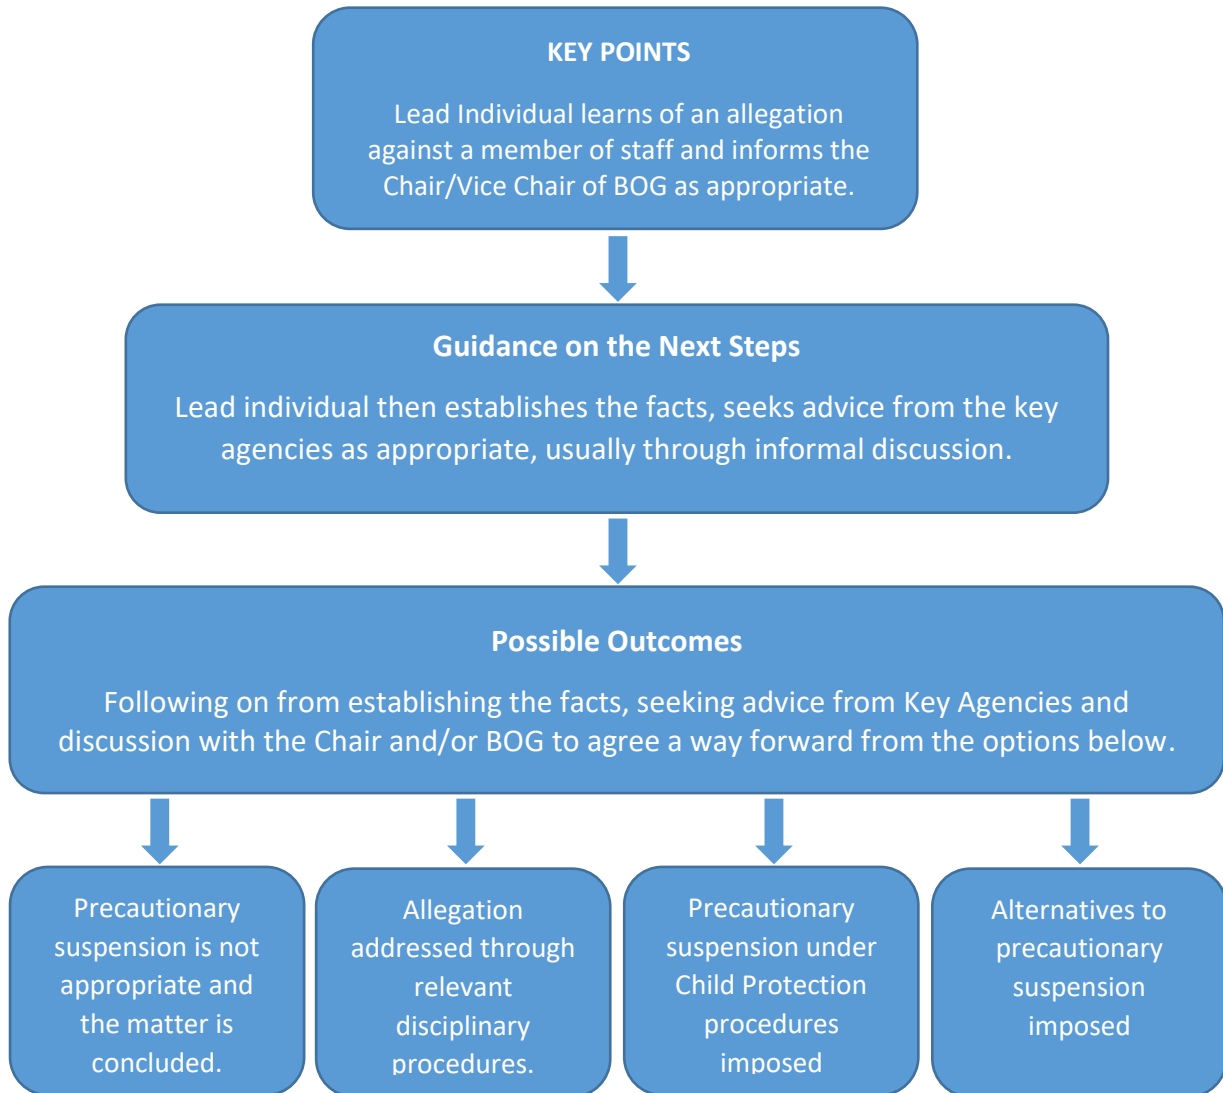 KEY POINTS
Lead Individual learns of an allegation
against a member of staff and informs the
Chair/Vice Chair of BOG as appropriate.
Guidance on the Next Steps
Lead individual then establishes the facts, seeks advice from the key
agencies as appropriate, usually through informal discussion.
Possible Outcomes
Following on from establishing the facts, seeking advice from Key Agencies and
discussion with the Chair and/or BOG to agree a way forward from the options below.
Precautionary
suspension is not
appropriate and
the matter is
concluded.
Allegation
addressed through
relevant
disciplinary
procedures.
Precautionary
suspension under
Child Protection
procedures
imposed
Alternatives to
precautionary
suspension
imposed